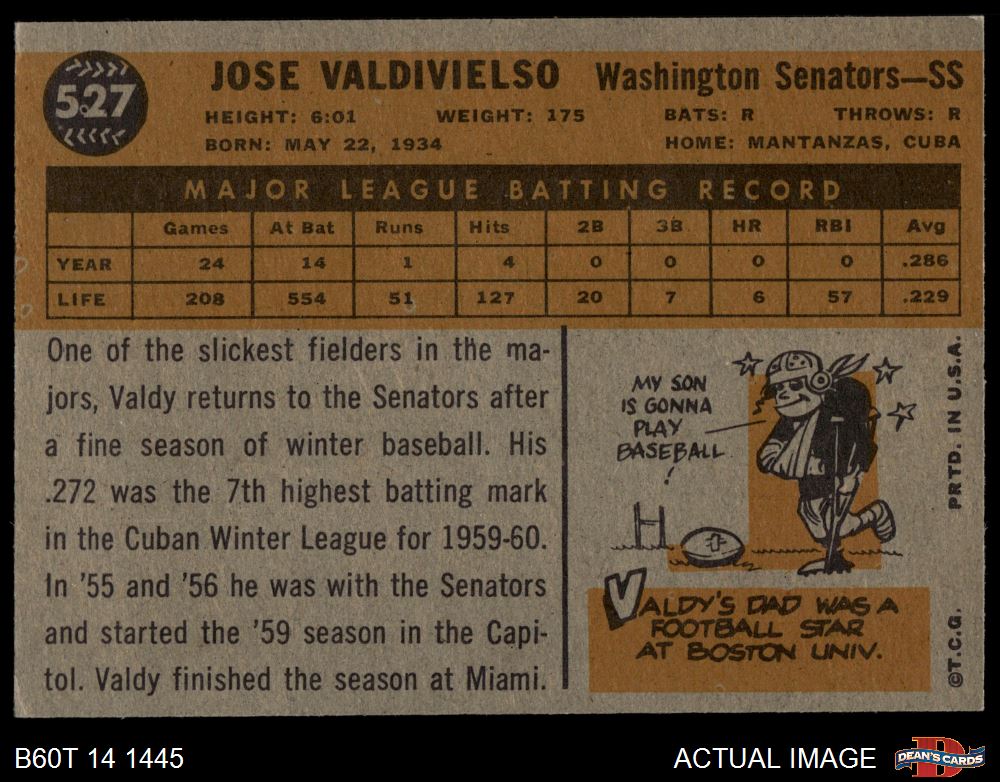 527
JOSE VALDIVIELSO Washington Senators—SS
HEIGHT: 6:01 WEIGHT: 175 BATS: R THROWS: R
BORN: MAY 22, 1934 HOME: MANTANZAS, CUBA
MAJOR LEAGUE BATTING RECORD
Games At Bat Runs Hits 2B 3B HR RBI Avg
YEAR 24 14 1 4 0 0 0 0 .286
LIFE 208 554 51 127 20 7 6 57 .229
One of the slickest fielders in the ma-
jors, Valdy returns to the Senators after
a fine season of winter baseball. His
.272 was the 7th highest batting mark
in the Cuban Winter League for 1959-60.
In '55 and '56 he was with the Senators
and started the '59 season in the Capi-
tol. Valdy finished the season at Miami.
MY SON
IS GONNA
PLAY
BASEBALL
!
VALDY'S DAD WAS A
FOOTBALL STAR
AT BOSTON UNIV.
©T.C.G. PRTD. IN U.S.A.
B60T 14 1445 ACTUAL IMAGE
D
DEAN'S CARDS